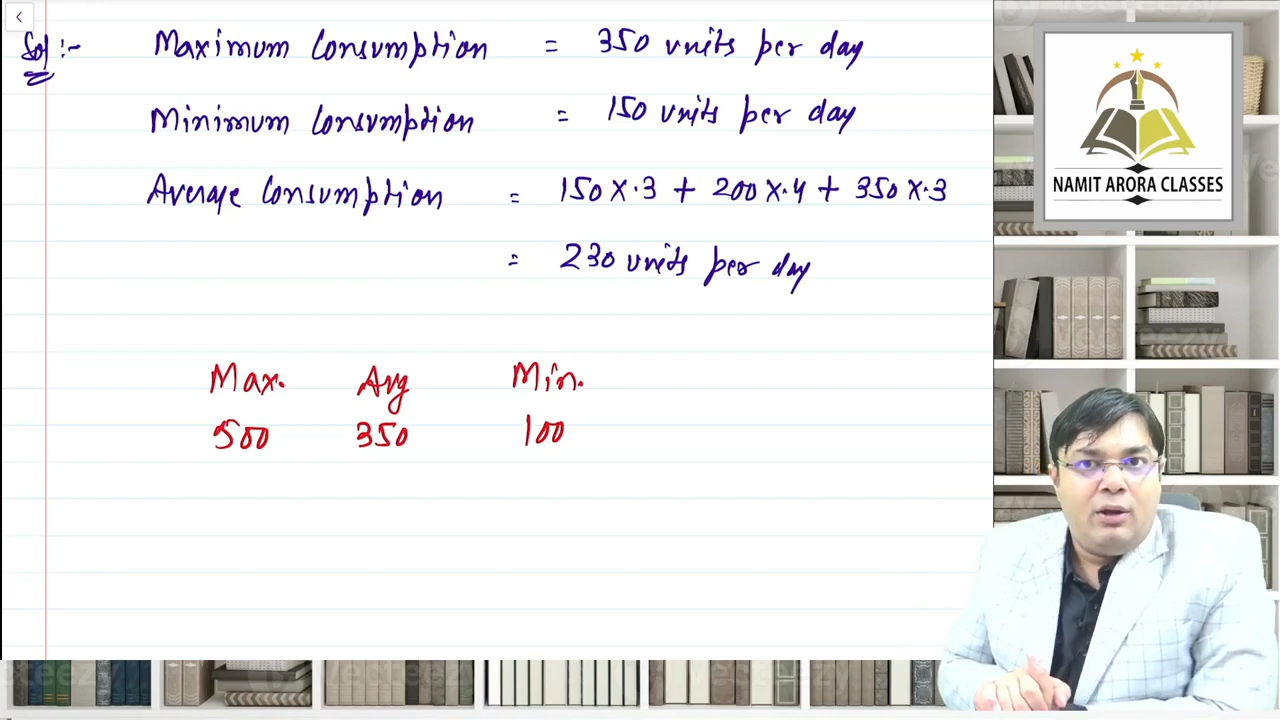 Sol :- Maximum Consumption = 350 units per day
Minimum Consumption = 150 units per day
Average Consumption = 150 X .3 + 200 X .4 + 350 X .3
= 230 units per day
Max. Avg Min.
500 350 100
NAMIT ARORA CLASSES